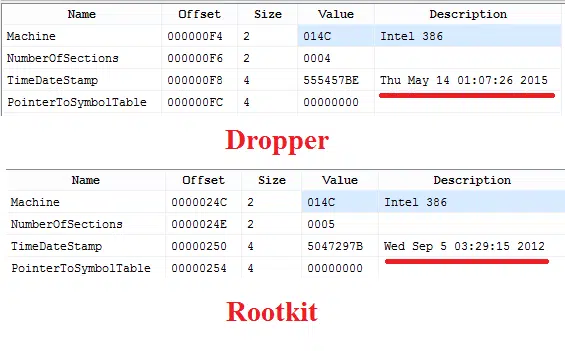 Name Offset Size Value Description
Machine 000000F4 2 014C Intel 386
NumberOfSections 000000F6 2 0004
TimeDateStamp 000000F8 4 555457BE Thu May 14 01:07:26 2015
PointerToSymbolTable 000000FC 4 00000000
Dropper
Name Offset Size Value Description
Machine 0000024C 2 014C Intel 386
NumberOfSections 0000024E 2 0005
TimeDateStamp 00000250 4 5047297B Wed Sep 5 03:29:15 2012
PointerToSymbolTable 00000254 4 00000000
Rootkit